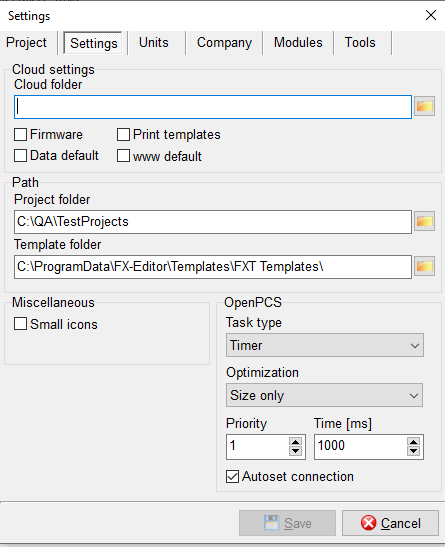 Settings
Project Settings Units Company Modules Tools
Cloud settings
Cloud folder
Firmware Print templates
Data default www default
Path
Project folder
C:\QA\TestProjects
Template folder
C:\ProgramData\FX-Editor\Templates\FXT Templates\
Miscellaneous
Small icons
OpenPCS
Task type
Timer
Optimization
Size only
Priority Time [ms]
1 1000
Autoset connection
Save Cancel